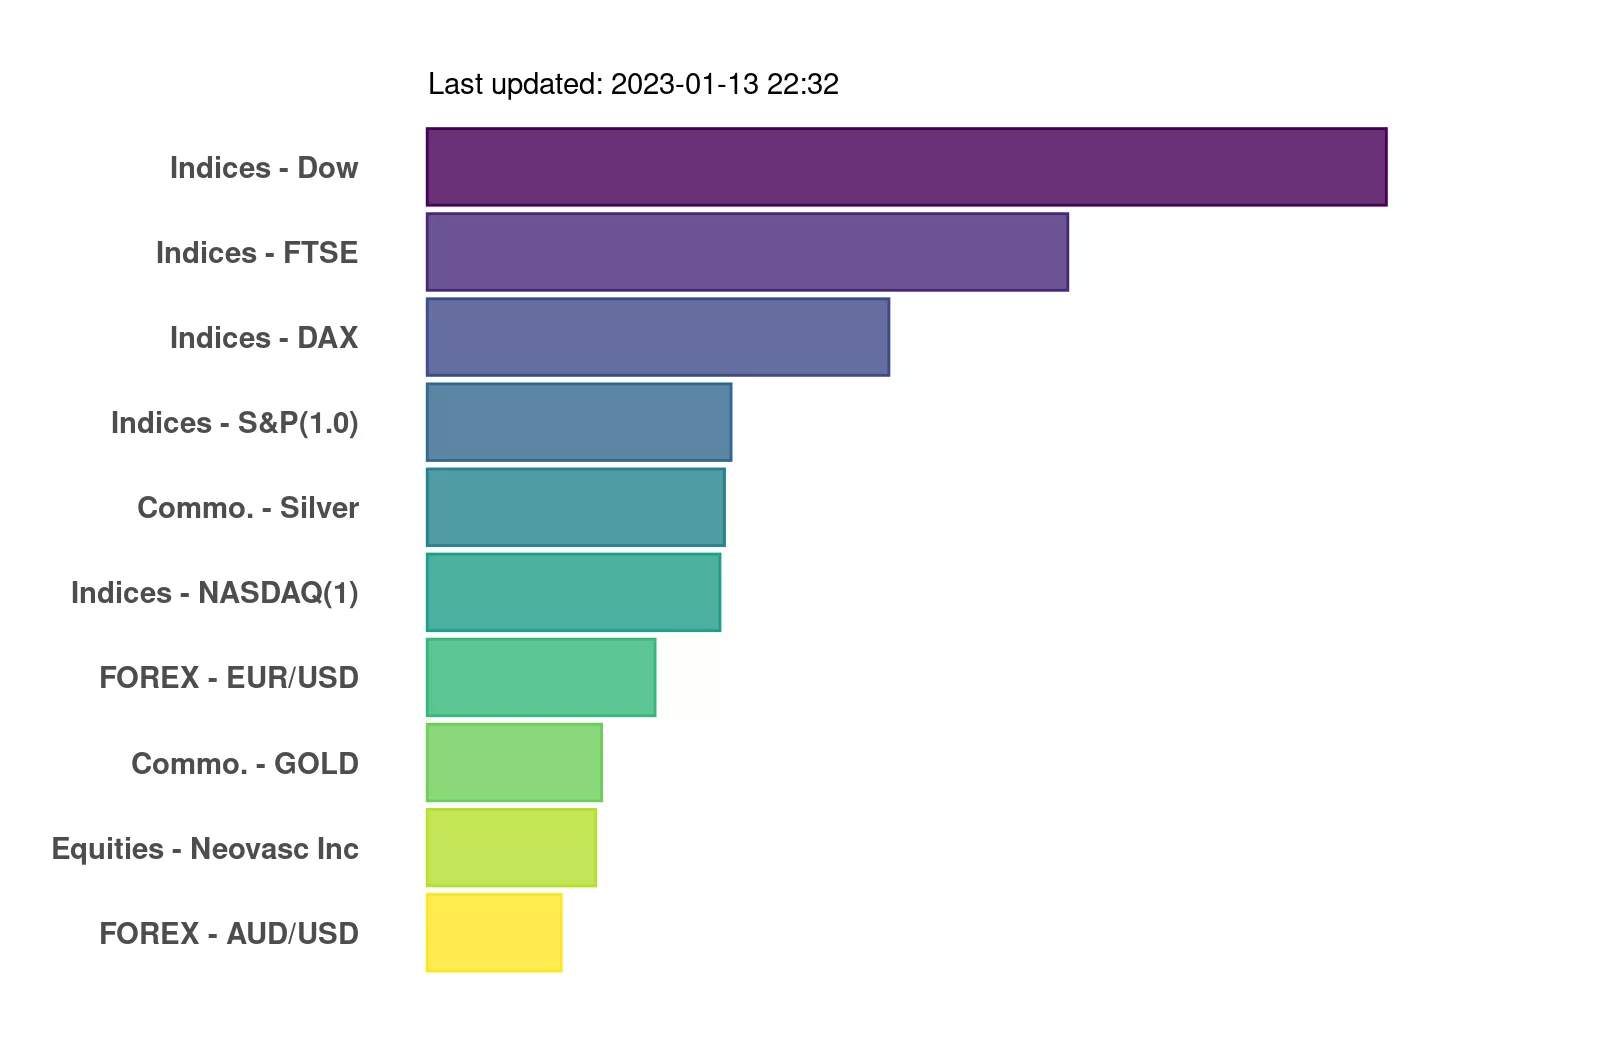 Last updated: 2023-01-13 22:32
Indices - Dow
Indices - FTSE
Indices - DAX
Indices - S&P(1.0)
Commo. - Silver
Indices - NASDAQ(1)
FOREX - EUR/USD
Commo. - GOLD
Equities - Neovasc Inc
FOREX - AUD/USD